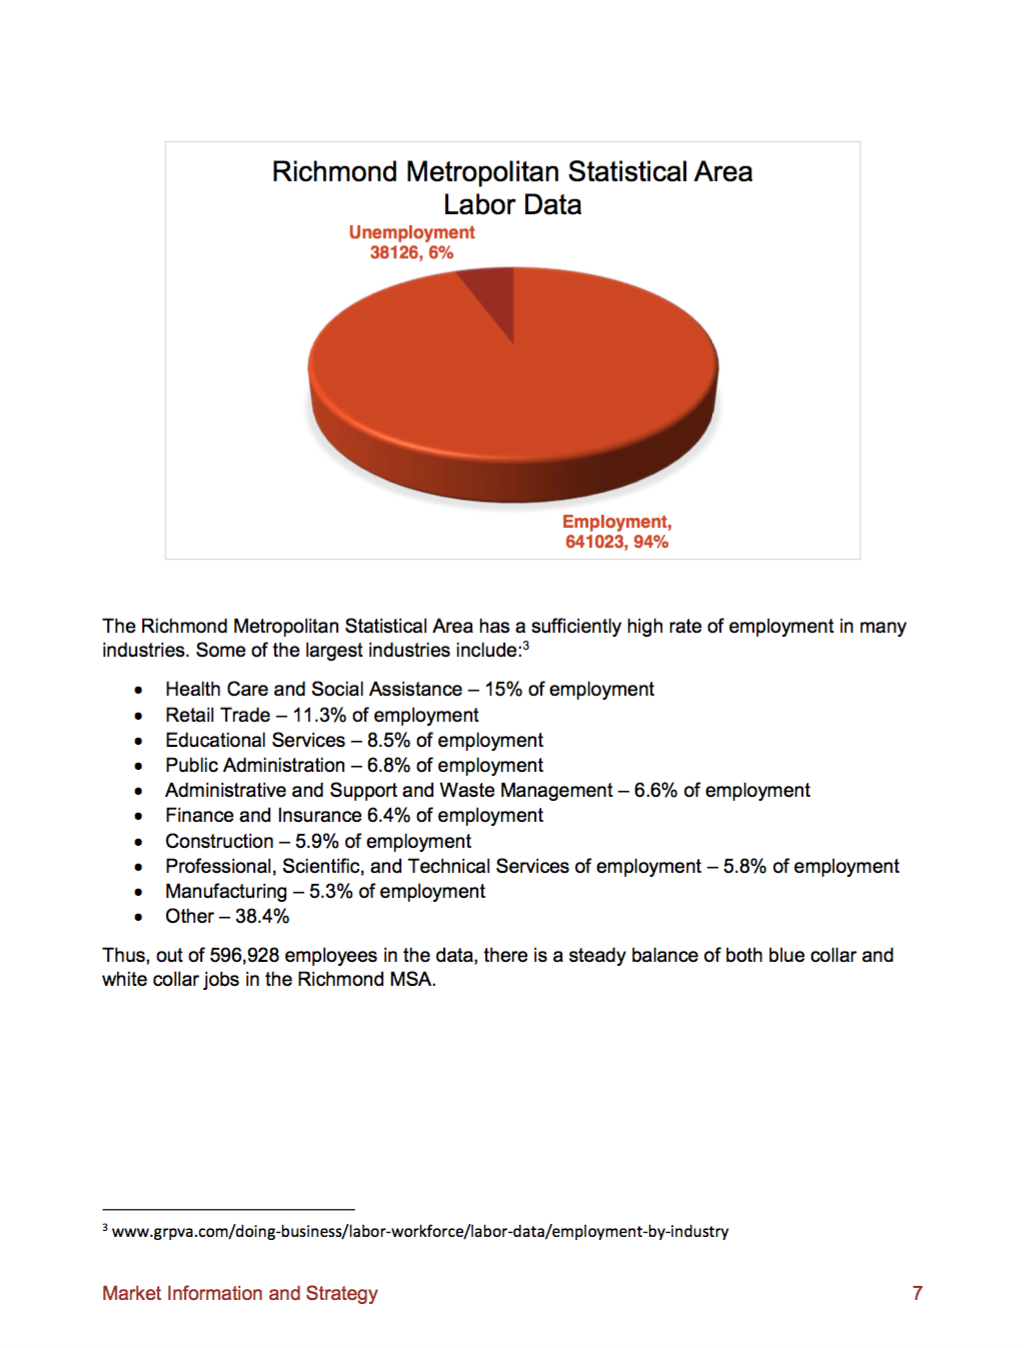 Richmond Metropolitan Statistical Area
Labor Data
Unemployment
38126, 6%
Employment,
641023, 94%
The Richmond Metropolitan Statistical Area has a sufficiently high rate of employment in many
industries. Some of the largest industries include:³
• Health Care and Social Assistance – 15% of employment
• Retail Trade – 11.3% of employment
• Educational Services – 8.5% of employment
• Public Administration – 6.8% of employment
• Administrative and Support and Waste Management – 6.6% of employment
• Finance and Insurance 6.4% of employment
• Construction – 5.9% of employment
• Professional, Scientific, and Technical Services of employment – 5.8% of employment
• Manufacturing – 5.3% of employment
• Other – 38.4%
Thus, out of 596,928 employees in the data, there is a steady balance of both blue collar and
white collar jobs in the Richmond MSA.
³ www.grpva.com/doing-business/labor-workforce/labor-data/employment-by-industry
Market Information and Strategy 7